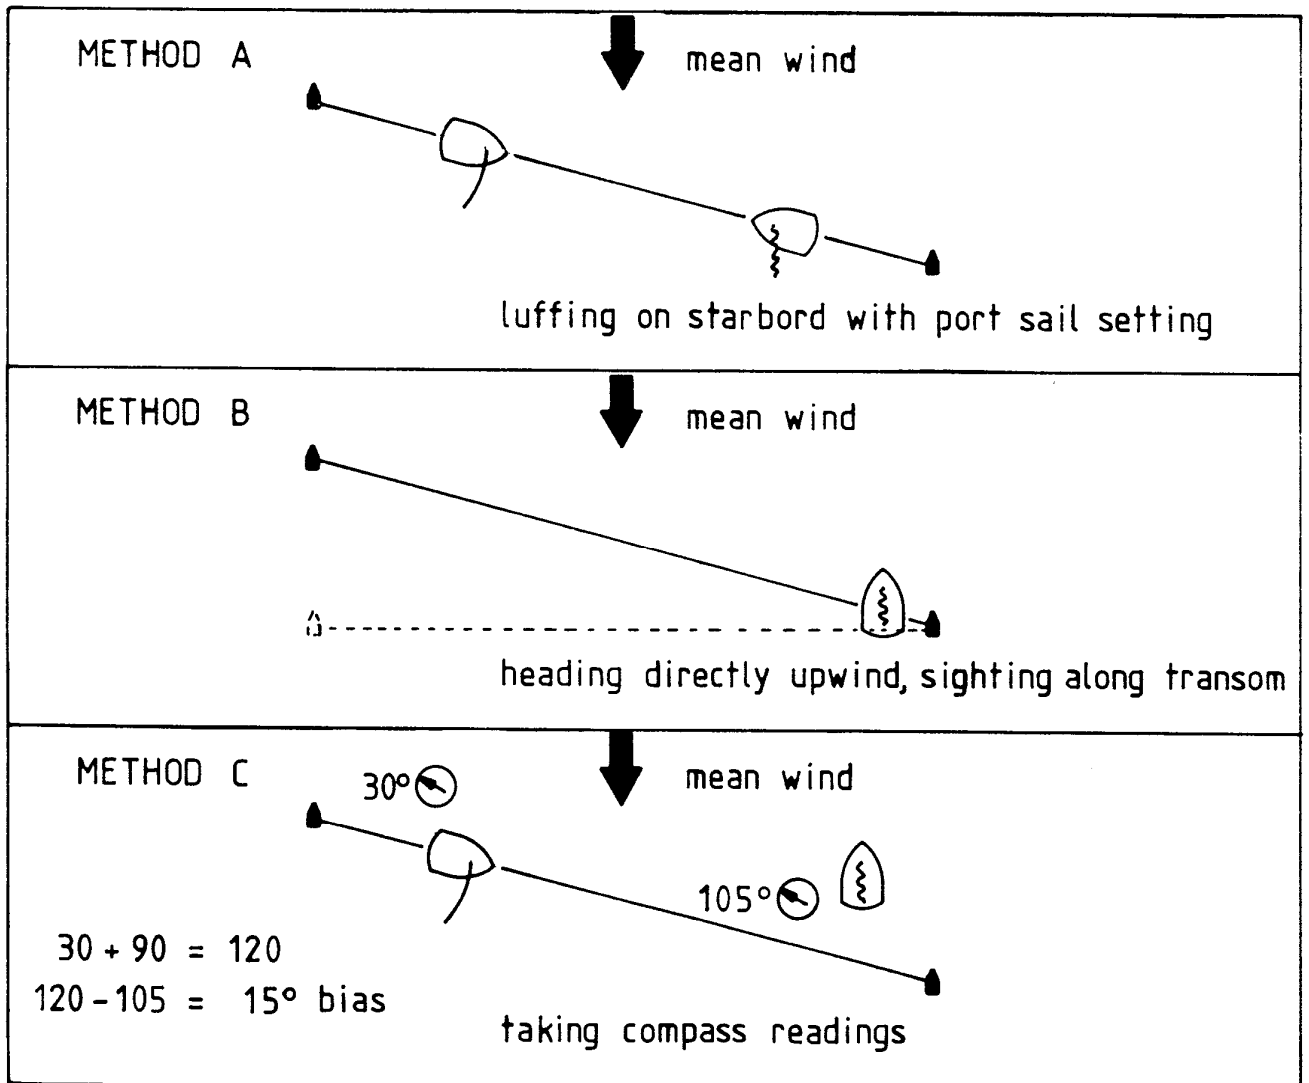 METHOD A
mean wind
luffing on starbord with port sail setting
METHOD B
mean wind
heading directly upwind, sighting along transom
METHOD C
30°
mean wind
105°
30 + 90 = 120
120 - 105 = 15° bias
taking compass readings